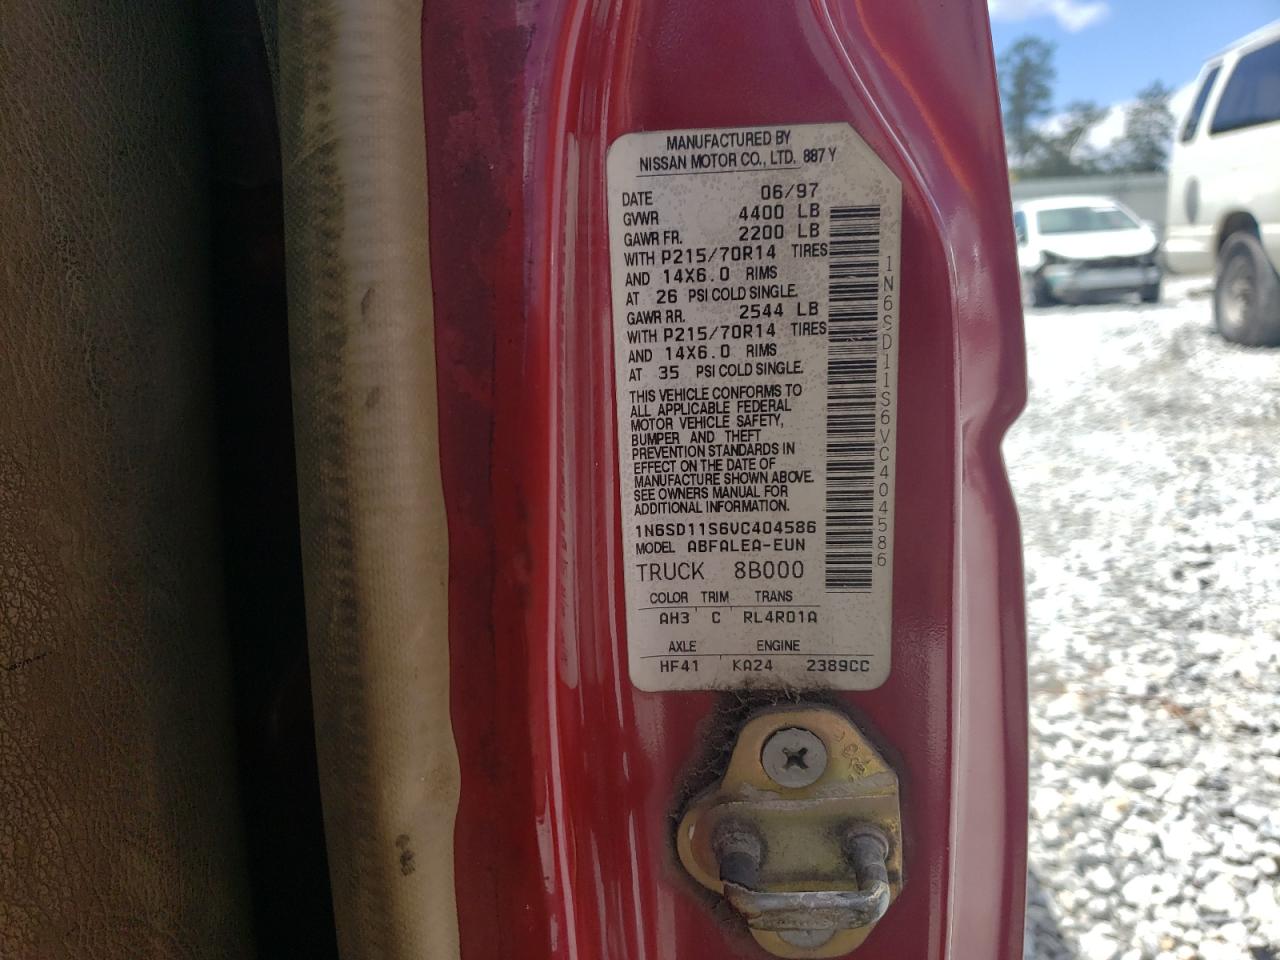 MANUFACTURED BY
NISSAN MOTOR CO., LTD. 887Y
DATE 06/97
GVWR 4400 LB
GAWR FR. 2200 LB
WITH P215/70R14 TIRES
AND 14X6.0 RIMS
AT 26 PSI COLD SINGLE.
GAWR RR. 2544 LB
WITH P215/70R14 TIRES
AND 14X6.0 RIMS
AT 35 PSI COLD SINGLE.
THIS VEHICLE CONFORMS TO
ALL APPLICABLE FEDERAL
MOTOR VEHICLE SAFETY,
BUMPER AND THEFT
PREVENTION STANDARDS IN
EFFECT ON THE DATE OF
MANUFACTURE SHOWN ABOVE.
SEE OWNERS MANUAL FOR
ADDITIONAL INFORMATION.
1N6SD11S6VC404586
MODEL ABFALEA-EUN
TRUCK 8B000
COLOR TRIM TRANS
AH3 C RL4R01A
AXLE ENGINE
HF41 KA24 2389CC
1N6SD11S6VC404586